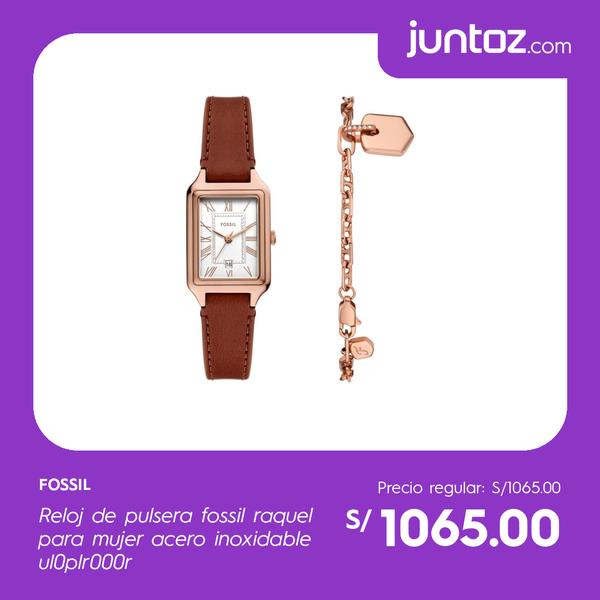 juntoz.com
FOSSIL
FOSSIL
Reloj de pulsera fossil raquel
para mujer acero inoxidable
ul0plr000r
Precio regular: S/1065.00
S/ 1065.00